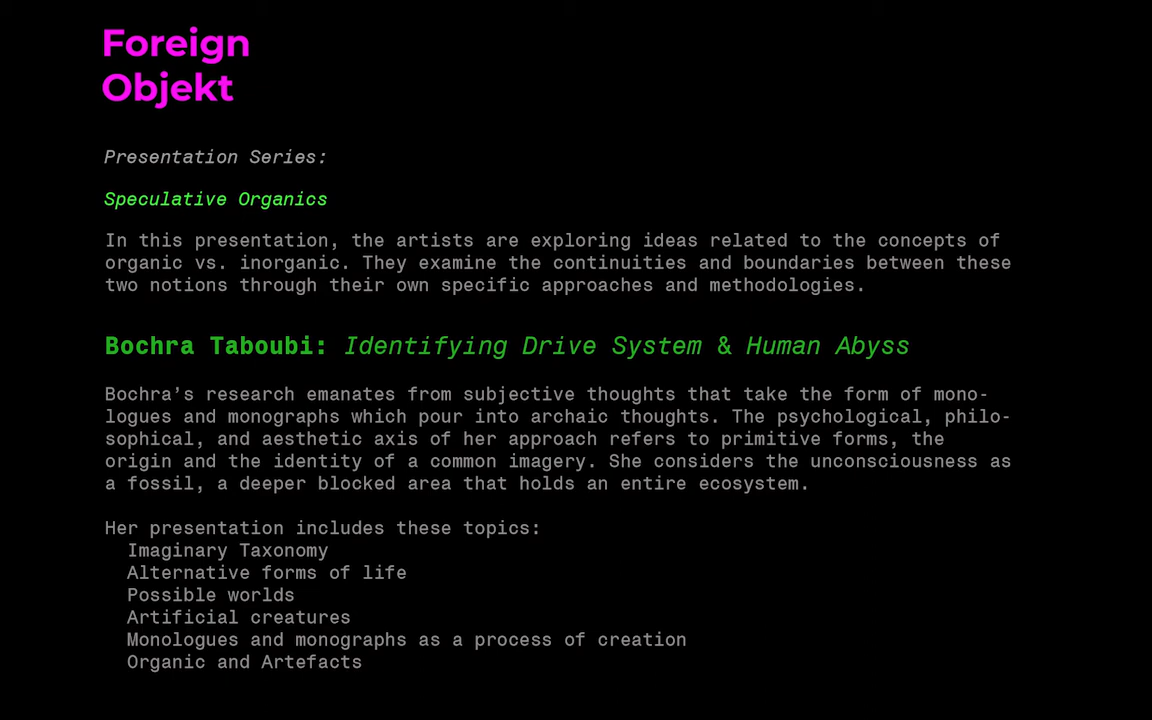 Foreign
Objekt
Presentation Series:
Speculative Organics
In this presentation, the artists are exploring ideas related to the concepts of
organic vs. inorganic. They examine the continuities and boundaries between these
two notions through their own specific approaches and methodologies.
Bochra Taboubi: Identifying Drive System & Human Abyss
Bochra’s research emanates from subjective thoughts that take the form of mono-
logues and monographs which pour into archaic thoughts. The psychological, philo-
sophical, and aesthetic axis of her approach refers to primitive forms, the
origin and the identity of a common imagery. She considers the unconsciousness as
a fossil, a deeper blocked area that holds an entire ecosystem.
Her presentation includes these topics:
Imaginary Taxonomy
Alternative forms of life
Possible worlds
Artificial creatures
Monologues and monographs as a process of creation
Organic and Artefacts